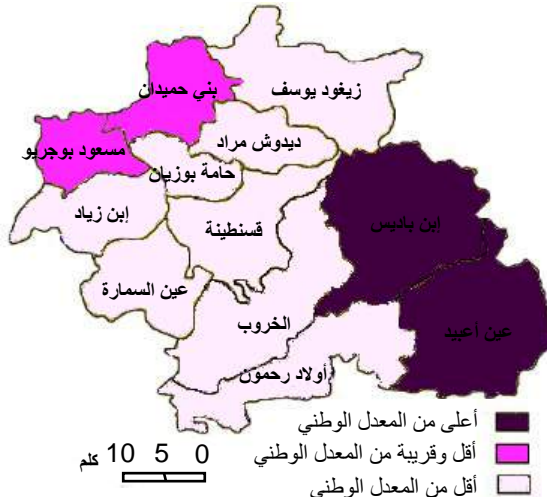 زيغود يوسف
بني حميدان
ديدوش مراد
مسعود بوجريو
حامة بوزيان
إبن زياد
قسنطينة
إبن باديس
عين السمارة
الخروب
عين أعبيد
أولاد رحمون
أعلى من المعدل الوطني
أقل وقريبة من المعدل الوطني
أقل من المعدل الوطني
10 5 0 كلم